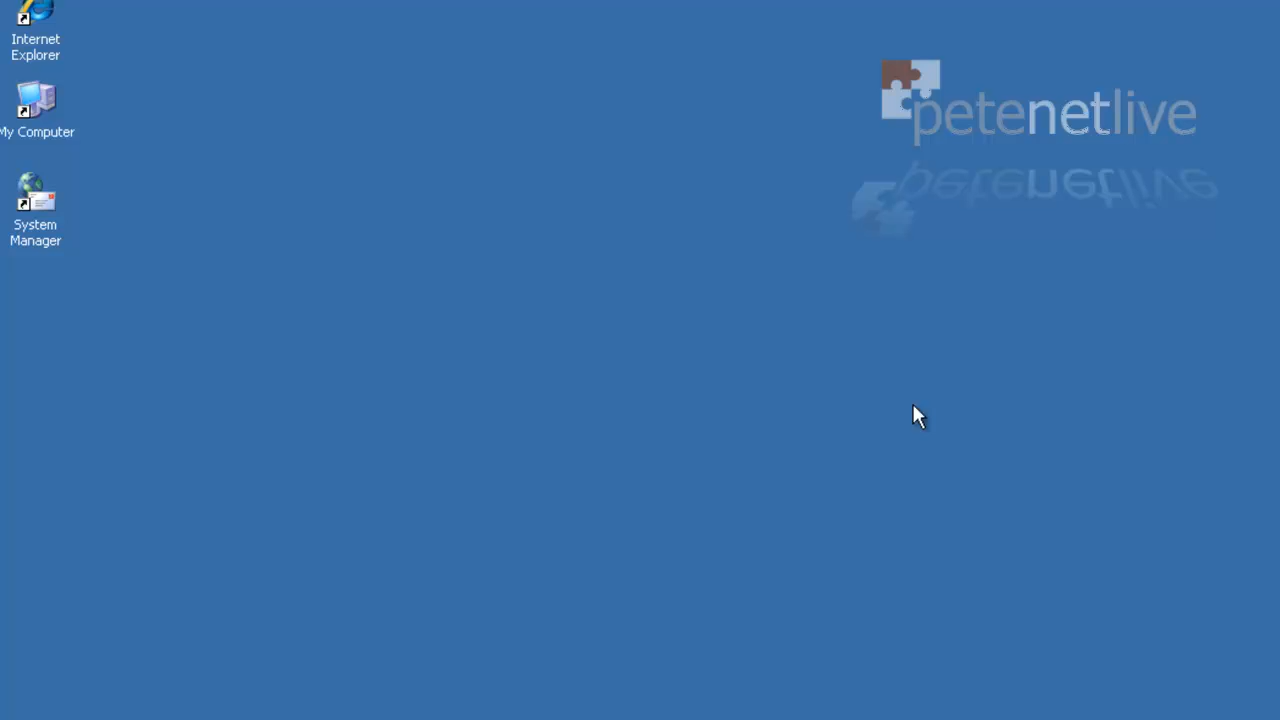 Internet
Explorer
My Computer
System
Manager
petenetlive